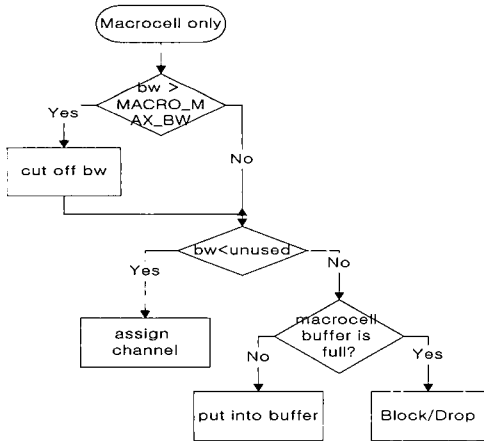 Macrocell only
bw >
MACRO_M
AX_BW
Yes
No
cut off bw
bw<unused
Yes
No
assign
channel
macrocell
buffer is
full?
No
Yes
put into buffer
Block/Drop